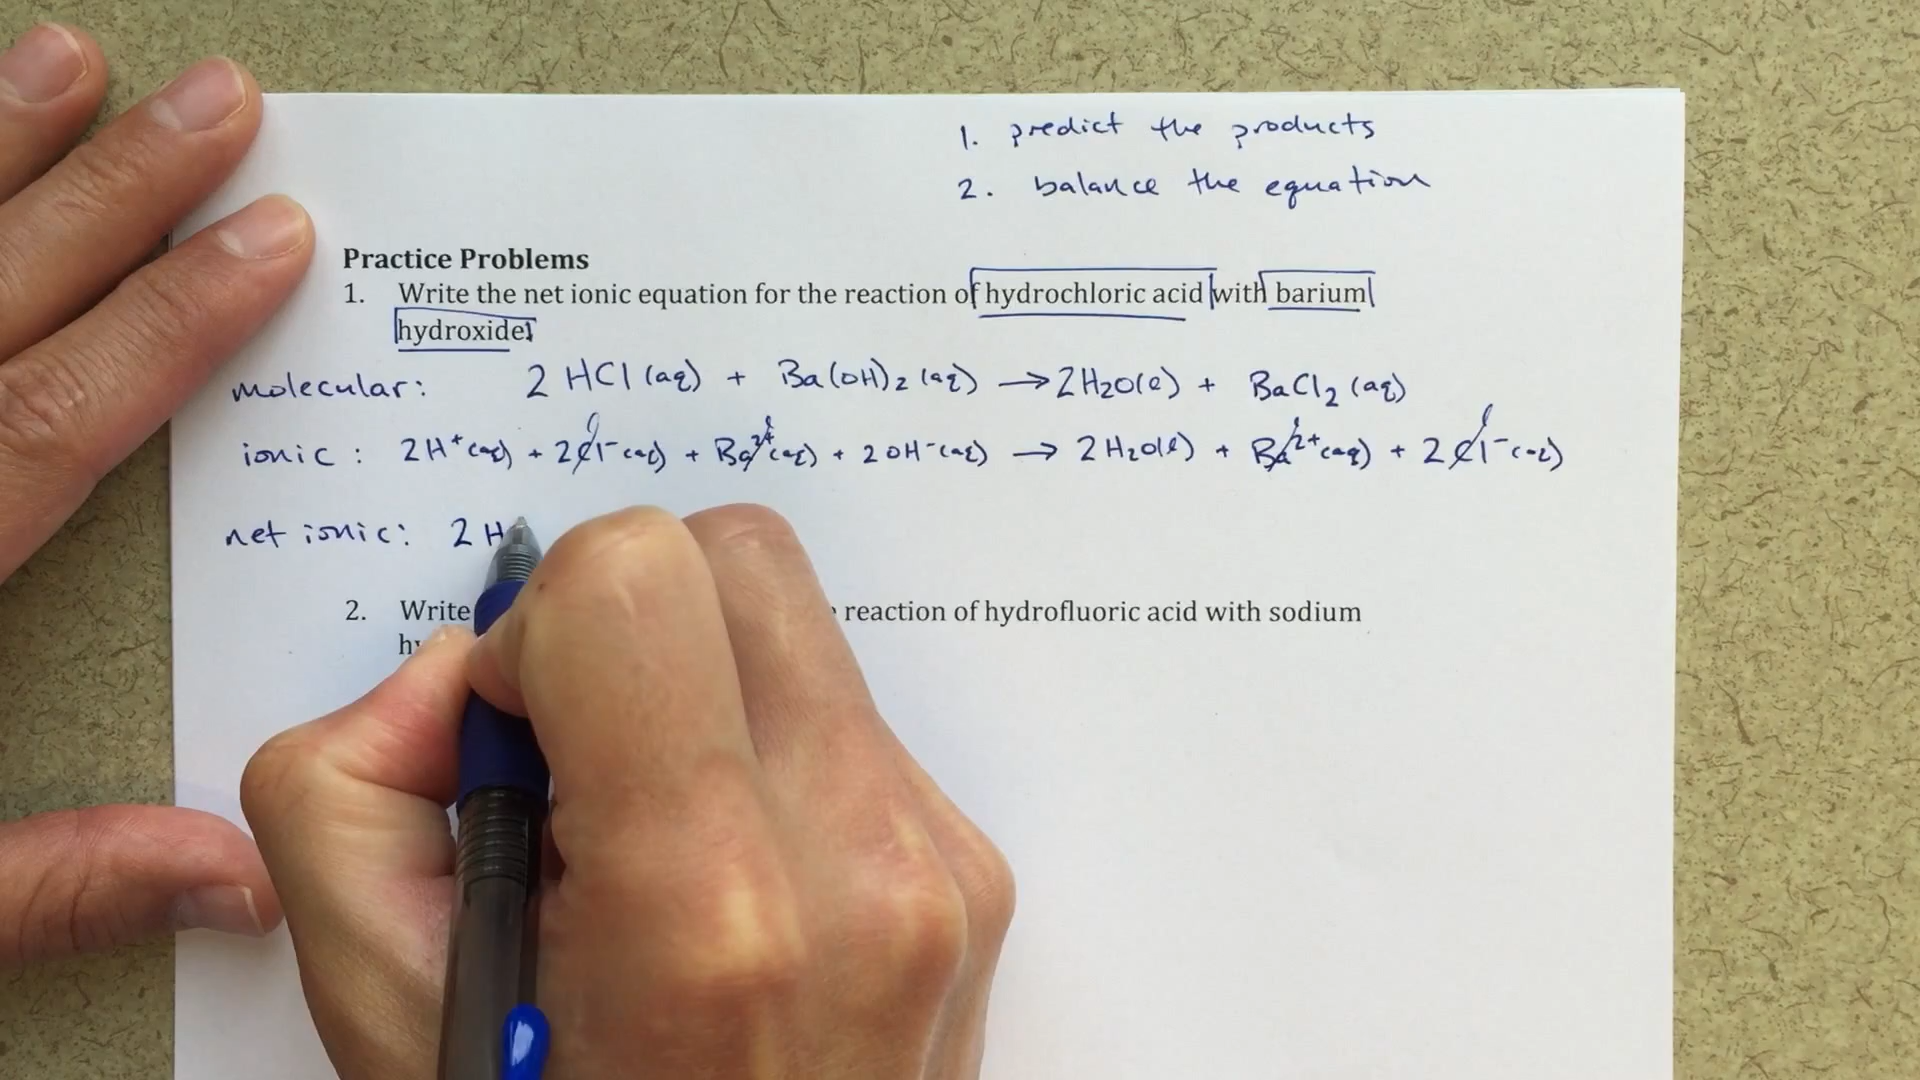 1. predict the products
2. balance the equation
Practice Problems
1. Write the net ionic equation for the reaction of hydrochloric acid with barium
hydroxide.
molecular: 2 HCl (aq) + Ba(OH)₂ (aq) → 2H₂O(l) + BaCl₂ (aq)
ionic: 2H⁺(aq) + 2Cl⁻(aq) + Ba²⁺(aq) + 2OH⁻(aq) → 2H₂O(l) + Ba²⁺(aq) + 2Cl⁻(aq)
net ionic: 2 H
2. Write reaction of hydrofluoric acid with sodium